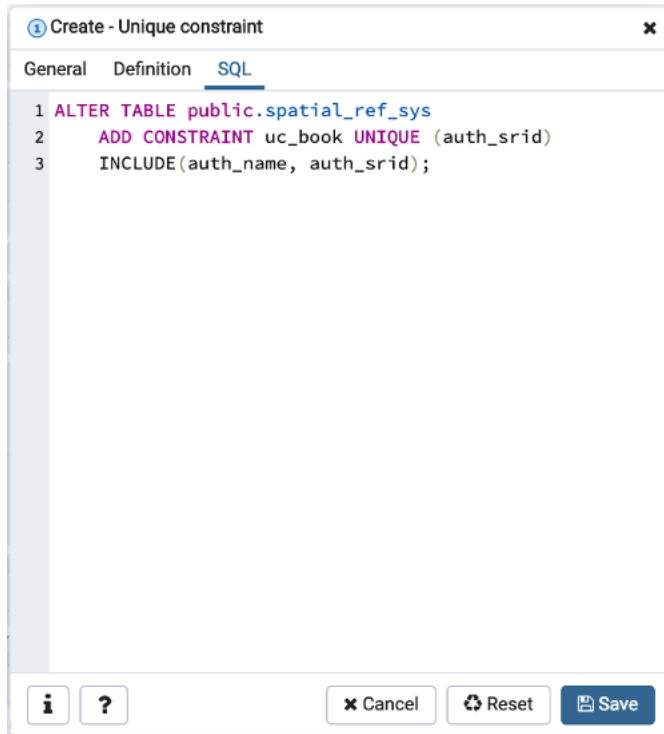 1 Create - Unique constraint ✖
General Definition SQL
1 ALTER TABLE public.spatial_ref_sys
2     ADD CONSTRAINT uc_book UNIQUE (auth_srid)
3     INCLUDE(auth_name, auth_srid);
i ? ✖ Cancel Reset Save